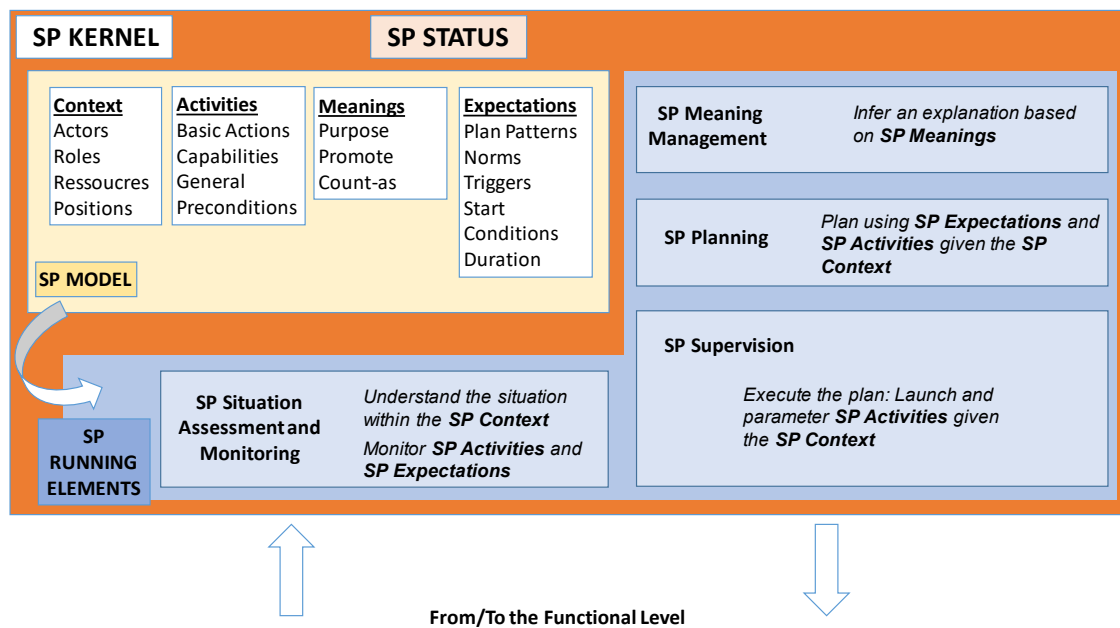 SP KERNEL
SP STATUS
Context
Actors
Roles
Ressoucres
Positions
Activities
Basic Actions
Capabilities
General
Preconditions
Meanings
Purpose
Promote
Count-as
Expectations
Plan Patterns
Norms
Triggers
Start
Conditions
Duration
SP MODEL
SP Meaning
Management
Infer an explanation based
on SP Meanings
SP Planning
Plan using SP Expectations and
SP Activities given the SP
Context
SP Supervision
Execute the plan: Launch and
parameter SP Activities given
the SP Context
SP Situation
Assessment and
Monitoring
Understand the situation
within the SP Context
Monitor SP Activities and
SP Expectations
SP
RUNNING
ELEMENTS
From/To the Functional Level